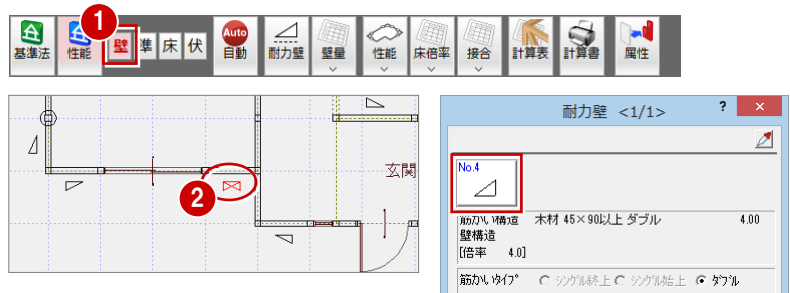 1
基準法 性能 壁 準 床 伏 Auto 自動 耐力壁 壁量 性能 床倍率 接合 計算表 計算書 属性
玄関
2
耐力壁 <1/1> ? ×
No.4
筋かい構造 木材 45×90以上 ダブル 4.00
壁構造
[倍率 4.0]
筋かいタイプ シングル終上 シングル始上 ダブル